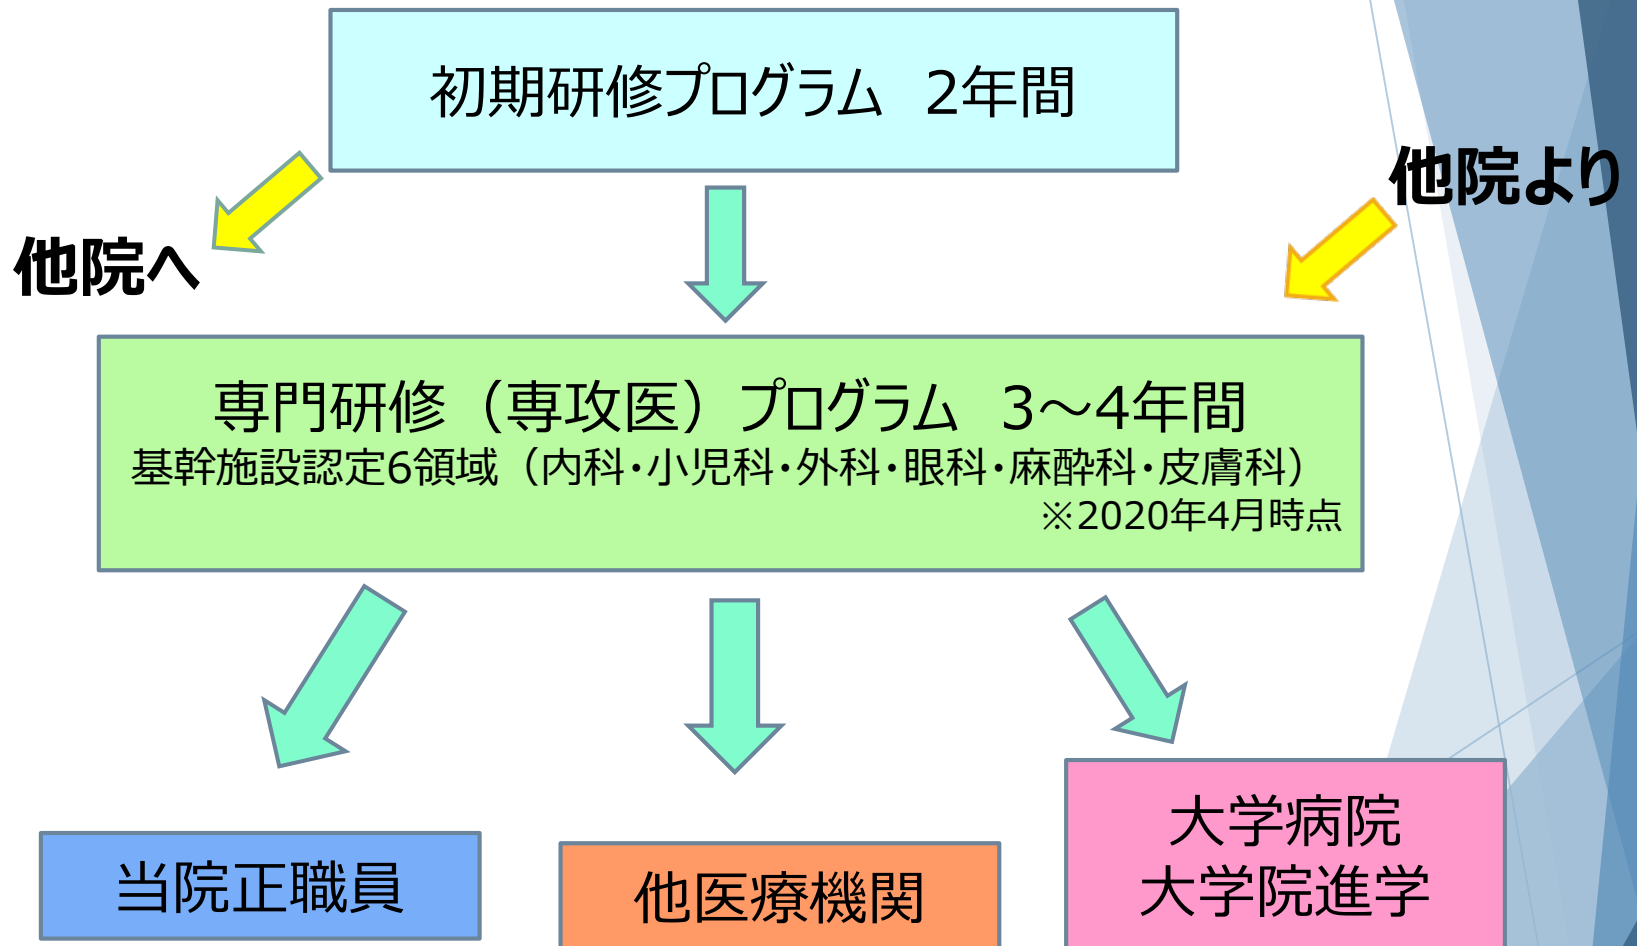 初期研修プログラム　2年間
他院より
他院へ
専門研修（専攻医）プログラム　3～4年間
基幹施設認定6領域（内科・小児科・外科・眼科・麻酔科・皮膚科）
※2020年4月時点
当院正職員
他医療機関
大学病院
大学院進学